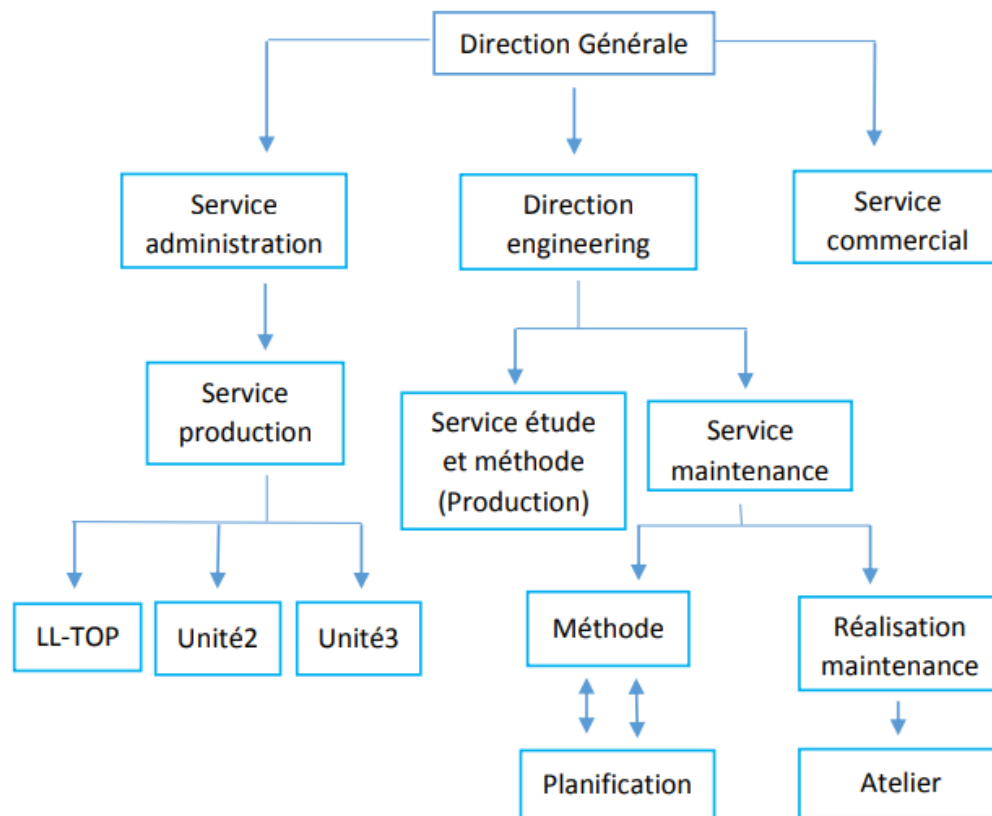 Direction Générale
Service
administration
Direction
engineering
Service
commercial
Service
production
Service étude
et méthode
(Production)
Service
maintenance
LL-TOP
Unité2
Unité3
Méthode
Réalisation
maintenance
Planification
Atelier